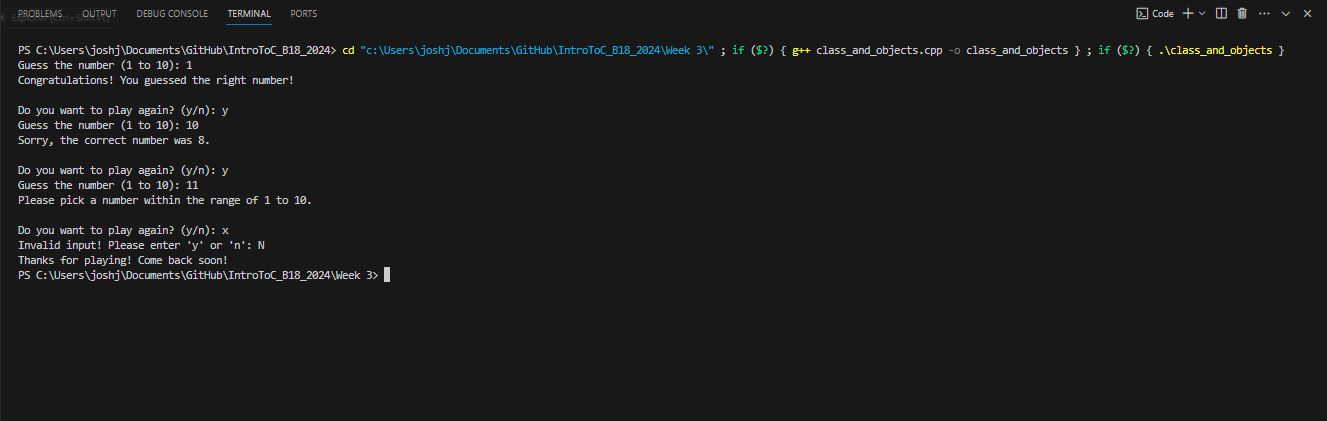 PROBLEMS OUTPUT DEBUG CONSOLE TERMINAL PORTS Code
PS C:\Users\joshj\Documents\GitHub\IntroToC_B18_2024> cd "c:\Users\joshj\Documents\GitHub\IntroToC_B18_2024\Week 3\" ; if ($?) { g++ class_and_objects.cpp -o class_and_objects } ; if ($?) { .\class_and_objects }
Guess the number (1 to 10): 1
Congratulations! You guessed the right number!
Do you want to play again? (y/n): y
Guess the number (1 to 10): 10
Sorry, the correct number was 8.
Do you want to play again? (y/n): y
Guess the number (1 to 10): 11
Please pick a number within the range of 1 to 10.
Do you want to play again? (y/n): x
Invalid input! Please enter 'y' or 'n': N
Thanks for playing! Come back soon!
PS C:\Users\joshj\Documents\GitHub\IntroToC_B18_2024\Week 3>